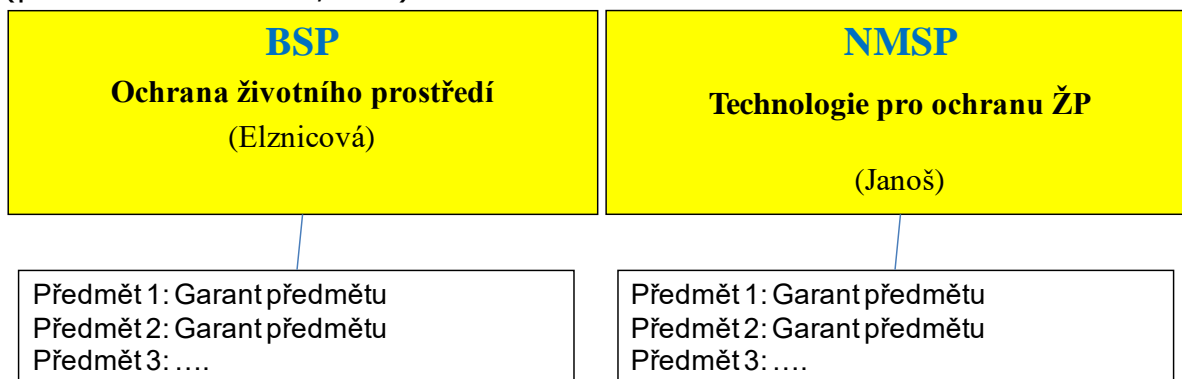 BSP
Ochrana životního prostředí
(Elznicová)
NMSP
Technologie pro ochranu ŽP
(Janoš)
Předmět 1: Garant předmětu
Předmět 2: Garant předmětu
Předmět 3: ….
Předmět 1: Garant předmětu
Předmět 2: Garant předmětu
Předmět 3: ….